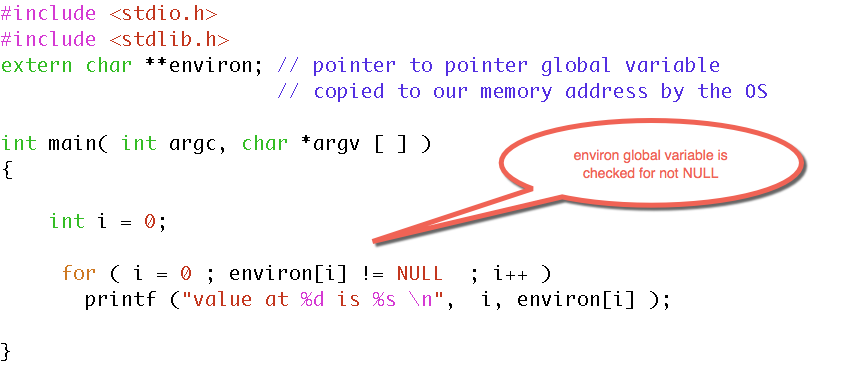 #include <stdio.h>
#include <stdlib.h>
extern char **environ; // pointer to pointer global variable
// copied to our memory address by the OS
int main( int argc, char *argv [ ] )
{
environ global variable is
checked for not NULL
int i = 0;
for ( i = 0 ; environ[i] != NULL  ; i++ )
printf ("value at %d is %s \n",  i, environ[i] );
}